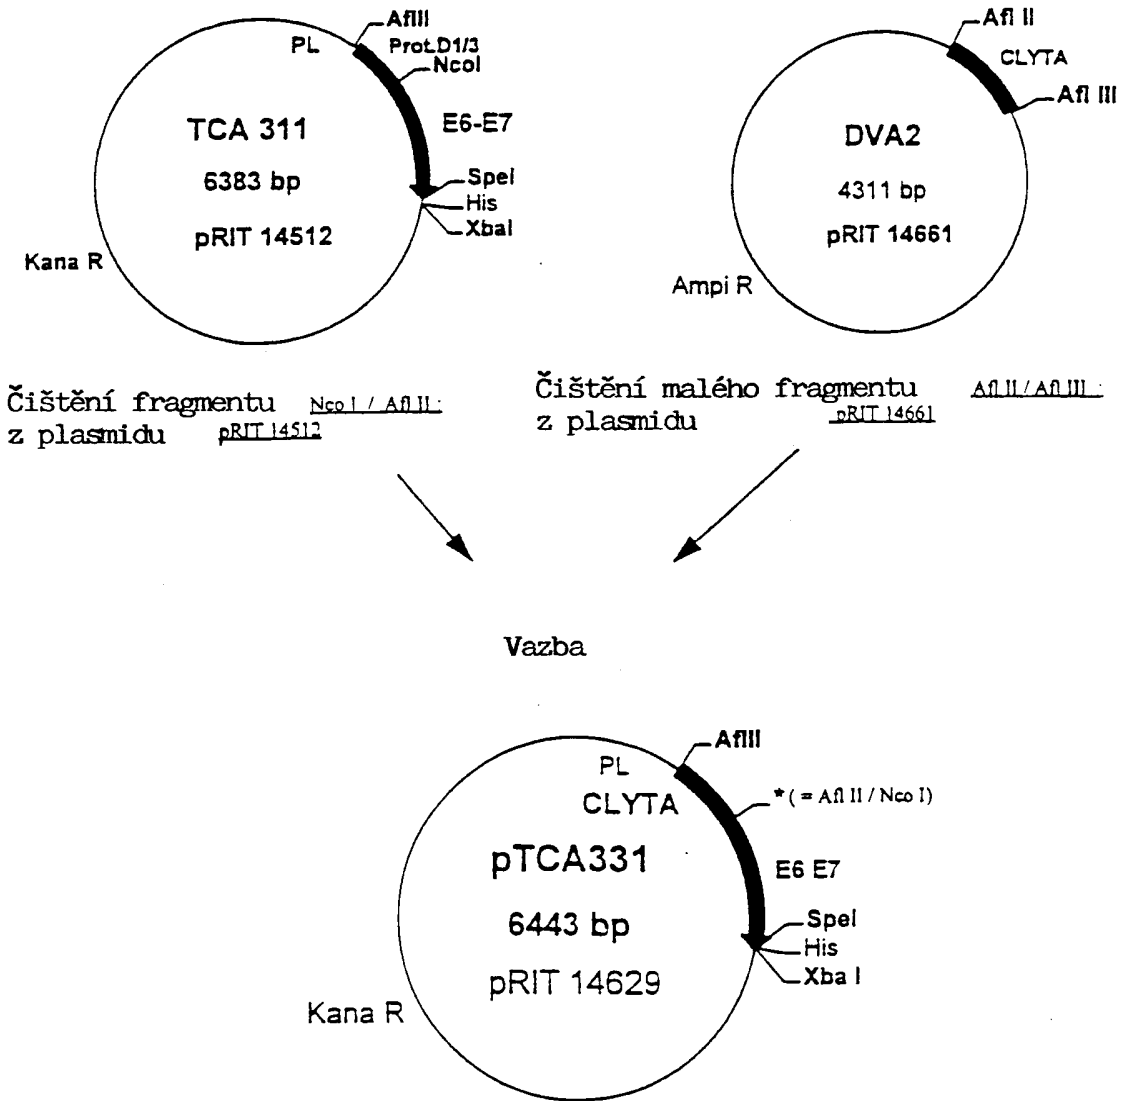 AflII
PL
Prot.D1/3
NcoI
TCA 311
E6-E7
6383 bp
SpeI
His
pRIT 14512
XbaI
Kana R
Afl II
CLYTA
Afl III
DVA2
4311 bp
pRIT 14661
Ampi R
Čištění fragmentu Nco I / Afl II :
z plasmidu pRIT 14512
Čištění malého fragmentu Afl II / Afl III :
z plasmidu pRIT 14661
Vazba
AflII
PL
CLYTA
* ( = Afl II / Nco I)
pTCA331
E6 E7
6443 bp
SpeI
His
pRIT 14629
Xba I
Kana R